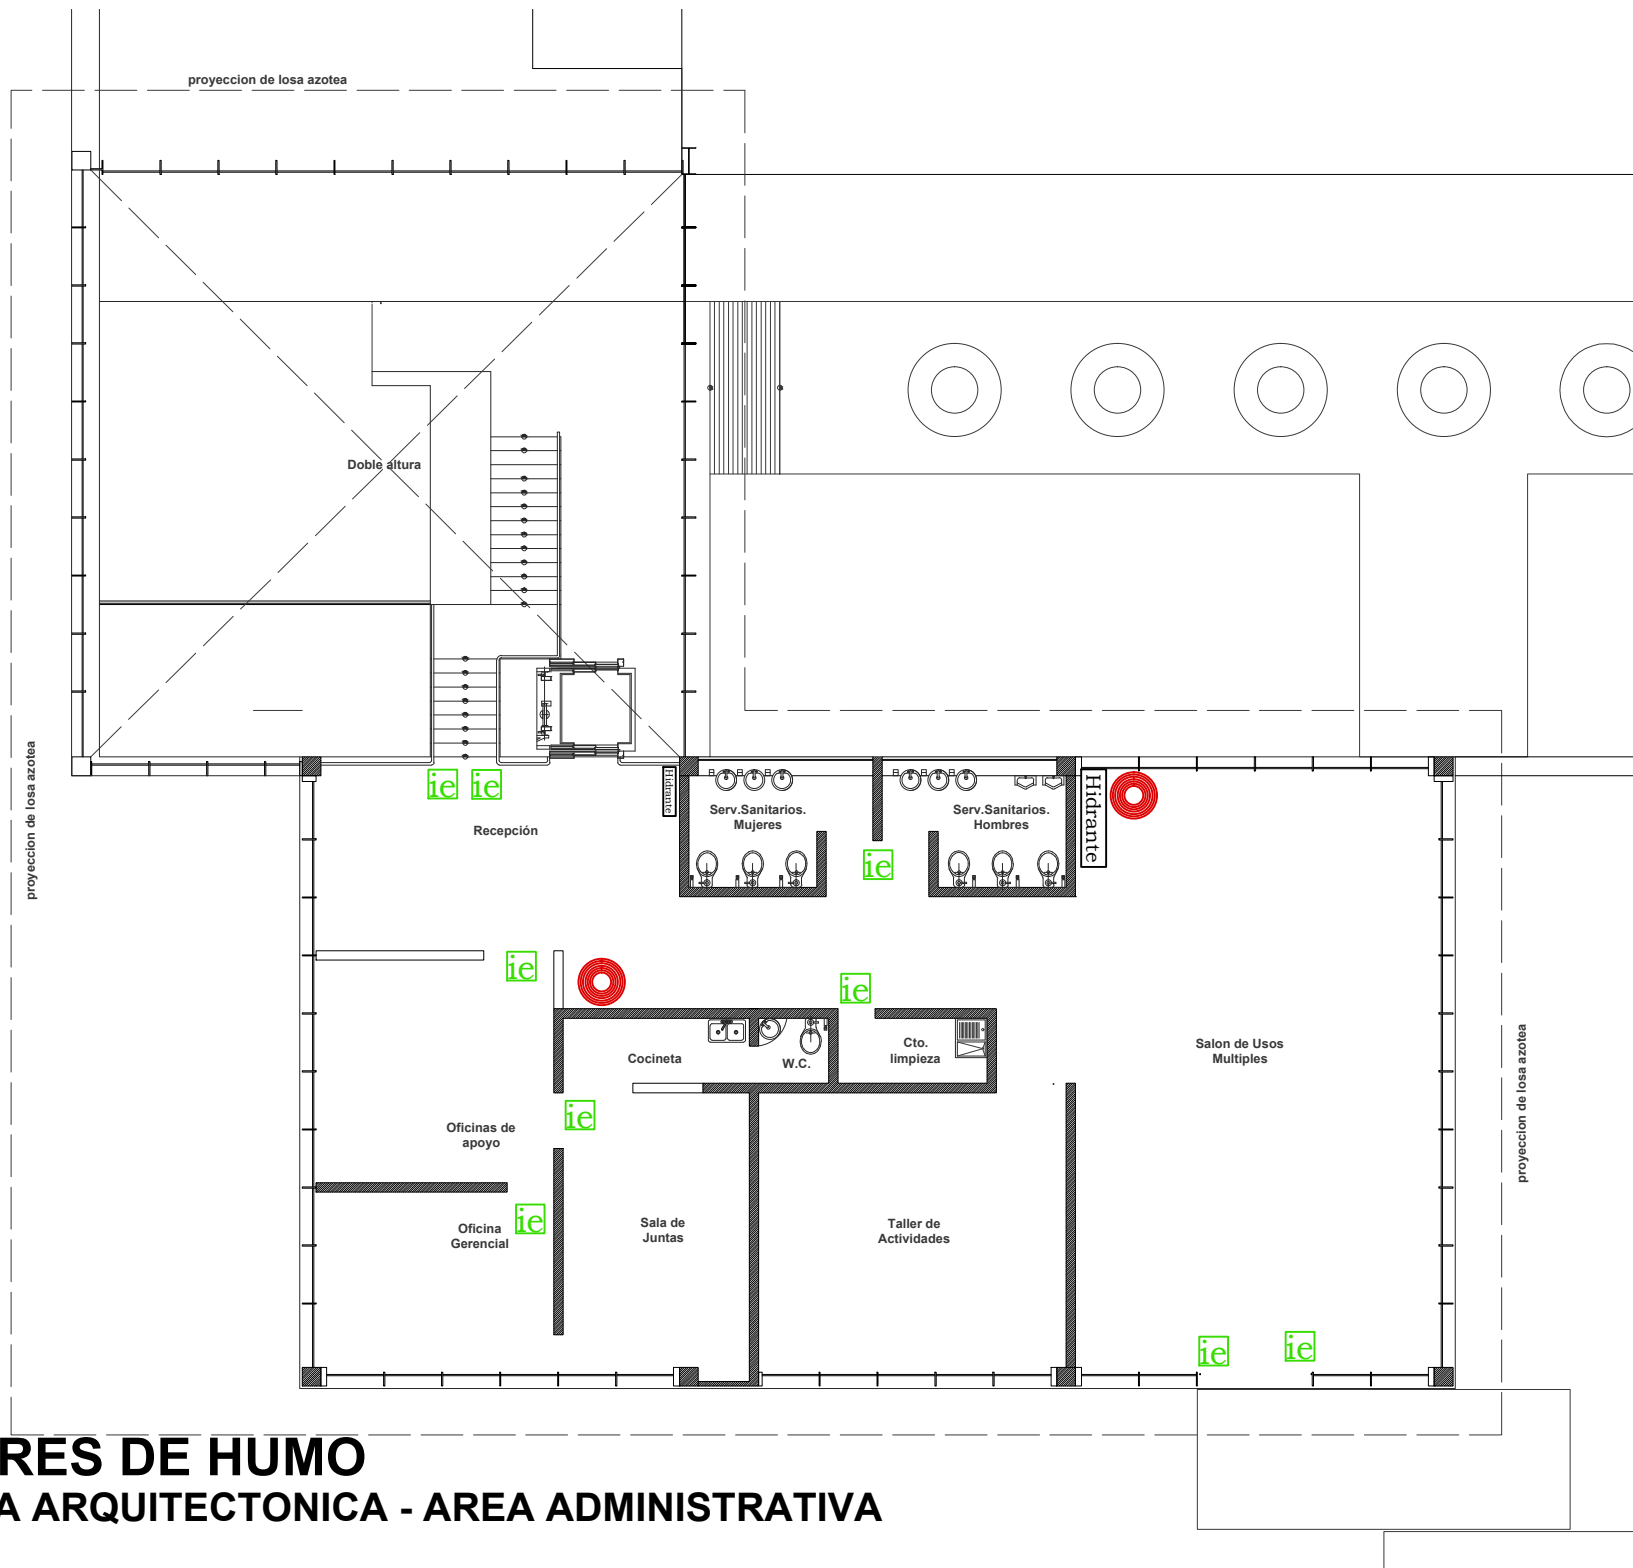 proyeccion de losa azotea
Doble altura
proyeccion de losa azotea
ie
ie
Hidrante
Hidrante
Serv.Sanitarios.
Mujeres
Serv.Sanitarios.
Hombres
Recepción
ie
ie
ie
Cocineta
W.C.
Cto.
limpieza
Salon de Usos
Multiples
proyeccion de losa azotea
ie
Oficinas de
apoyo
ie
Oficina
Gerencial
Sala de
Juntas
Taller de
Actividades
ie
ie
RES DE HUMO
A ARQUITECTONICA - AREA ADMINISTRATIVA